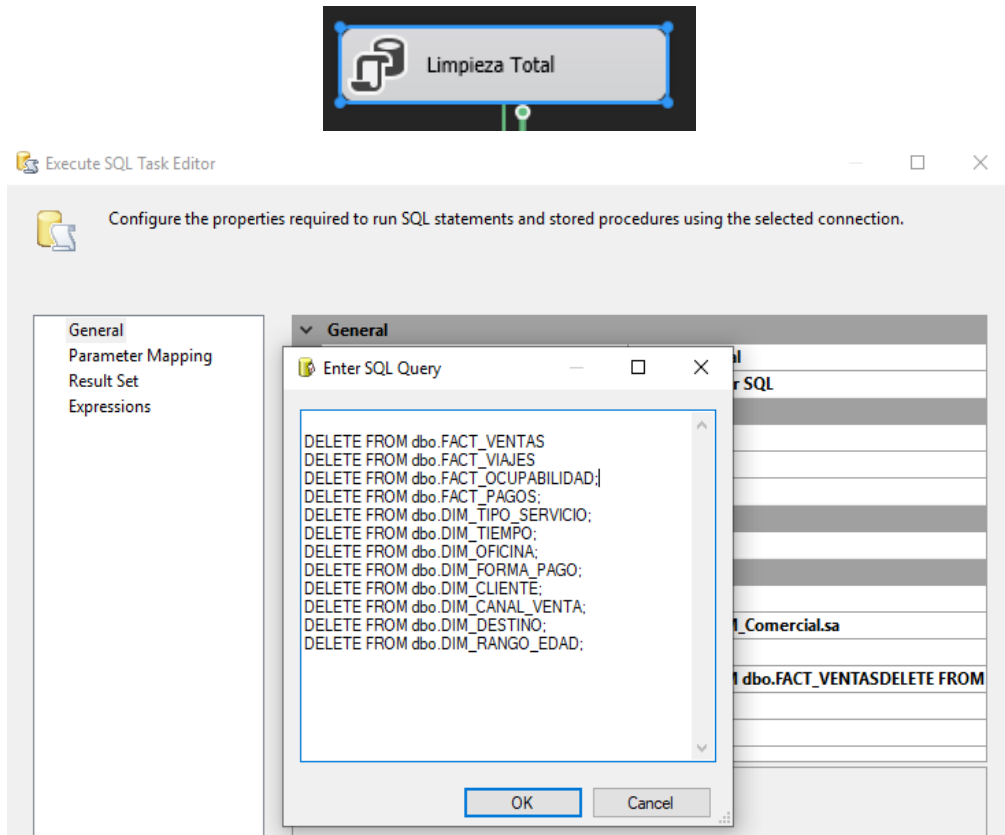 Limpieza Total
Execute SQL Task Editor
Configure the properties required to run SQL statements and stored procedures using the selected connection.
General
Parameter Mapping
Result Set
Expressions
General
al
r SQL
Enter SQL Query
DELETE FROM dbo.FACT_VENTAS
DELETE FROM dbo.FACT_VIAJES
DELETE FROM dbo.FACT_OCUPABILIDAD;
DELETE FROM dbo.FACT_PAGOS;
DELETE FROM dbo.DIM_TIPO_SERVICIO;
DELETE FROM dbo.DIM_TIEMPO;
DELETE FROM dbo.DIM_OFICINA;
DELETE FROM dbo.DIM_FORMA_PAGO;
DELETE FROM dbo.DIM_CLIENTE;
DELETE FROM dbo.DIM_CANAL_VENTA;
DELETE FROM dbo.DIM_DESTINO;
DELETE FROM dbo.DIM_RANGO_EDAD;
M_Comercial.sa
M dbo.FACT_VENTASDELETE FROM
OK
Cancel